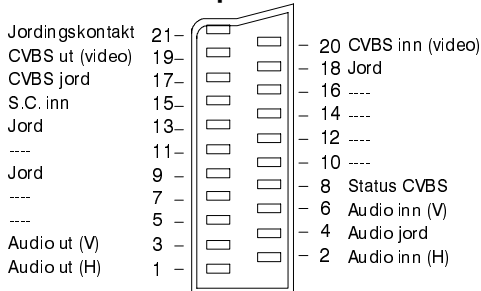 Jordingskontakt 21
CVBS ut (video) 19
CVBS jord 17
S.C. inn 15
Jord 13
---- 11
Jord 9
---- 7
---- 5
Audio ut (V) 3
Audio ut (H) 1
20 CVBS inn (video)
18 Jord
16 ----
14 ----
12 ----
10 ----
8 Status CVBS
6 Audio inn (V)
4 Audio jord
2 Audio inn (H)